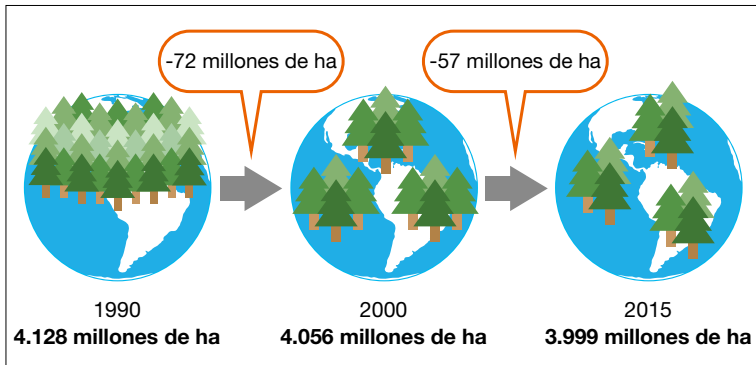 -72 millones de ha
-57 millones de ha
1990
4.128 millones de ha
2000
4.056 millones de ha
2015
3.999 millones de ha